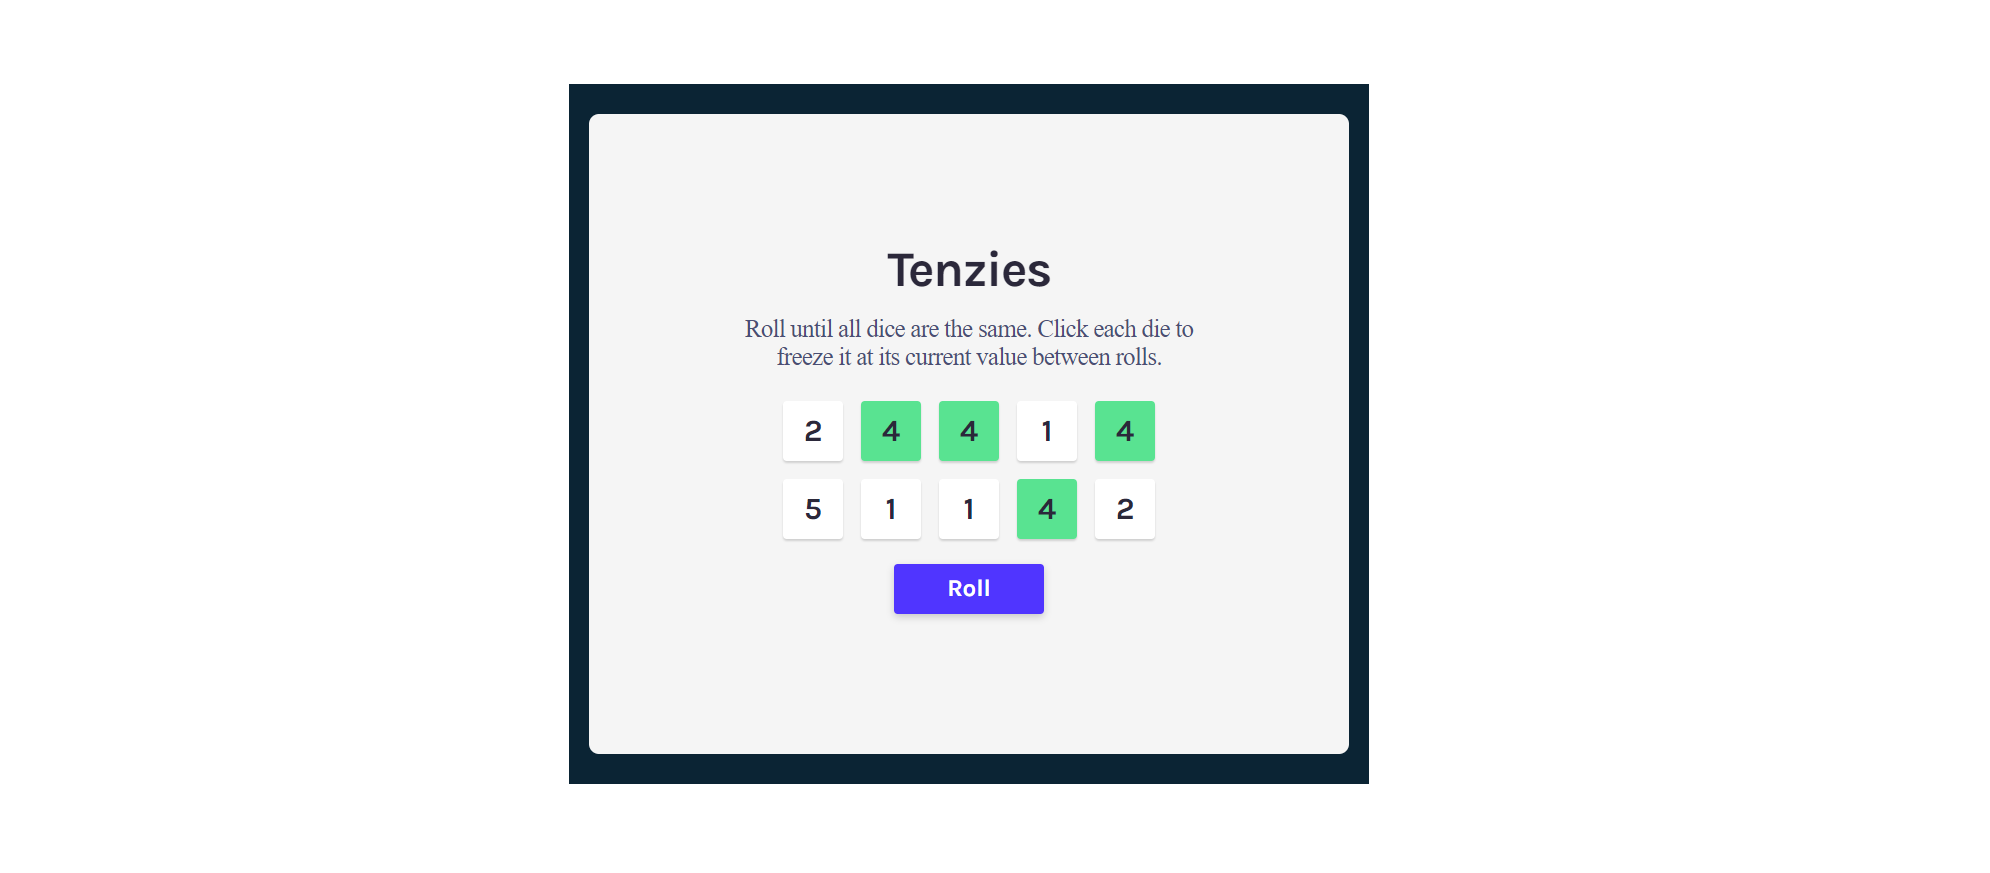 Tenzies
Roll until all dice are the same. Click each die to
freeze it at its current value between rolls.
2 4 4 1 4
5 1 1 4 2
Roll